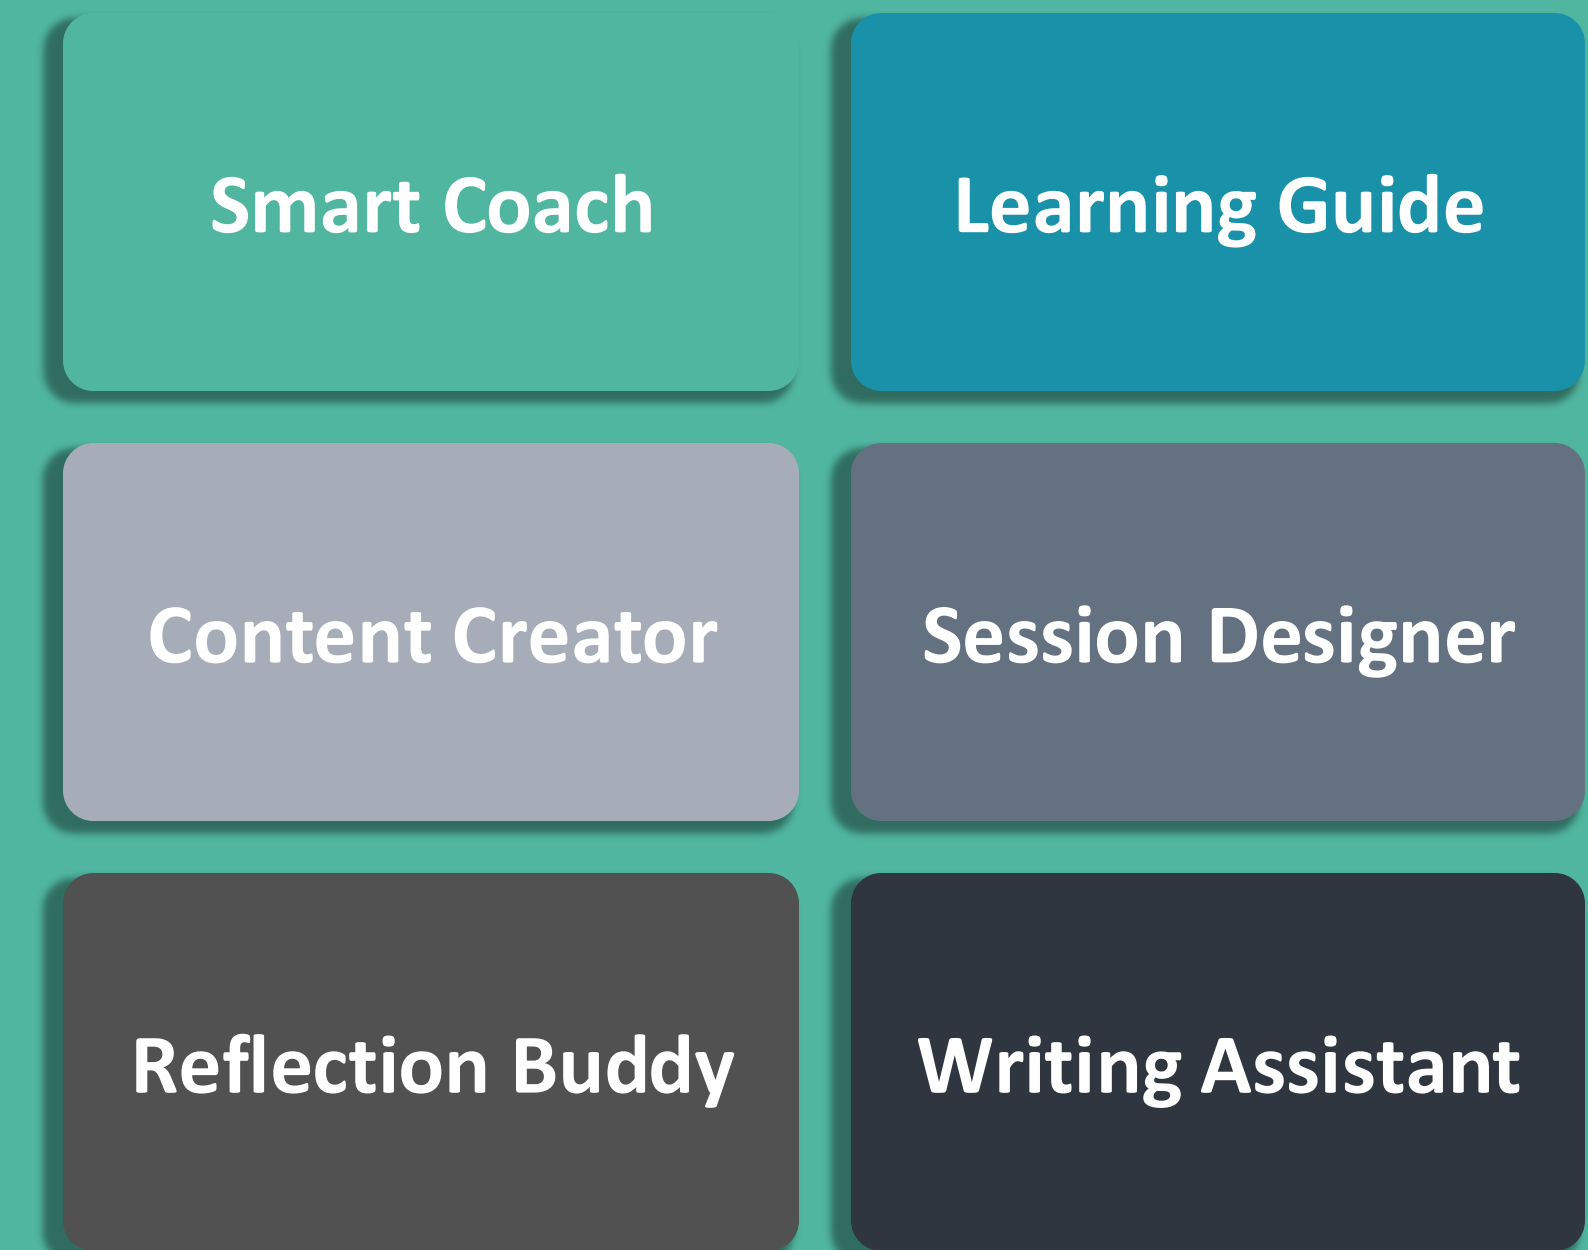 Smart Coach
Learning Guide
Content Creator
Session Designer
Reflection Buddy
Writing Assistant